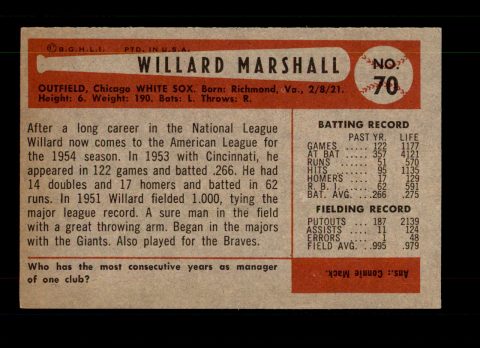 ©B.G.H.L.I. PTD. IN U.S.A.
WILLARD MARSHALL
NO.
70
OUTFIELD, Chicago WHITE SOX. Born: Richmond, Va., 2/8/21.
Height: 6. Weight: 190. Bats: L. Throws: R.
After a long career in the National League
Willard now comes to the American League for
the 1954 season. In 1953 with Cincinnati, he
appeared in 122 games and batted .266. He had
14 doubles and 17 homers and batted in 62
runs. In 1951 Willard fielded 1.000, tying the
major league record. A sure man in the field
with a great throwing arm. Began in the majors
with the Giants. Also played for the Braves.
BATTING RECORD
PAST YR. LIFE
GAMES 122 1177
AT BAT 357 4121
RUNS 51 570
HITS 95 1135
HOMERS 17 129
R. B. I. 62 591
BAT. AVG. .266 .275
FIELDING RECORD
PUTOUTS 187 2139
ASSISTS 11 124
ERRORS 1 48
FIELD AVG. .995 .979
Who has the most consecutive years as manager
of one club?
Ans.: Connie Mack.